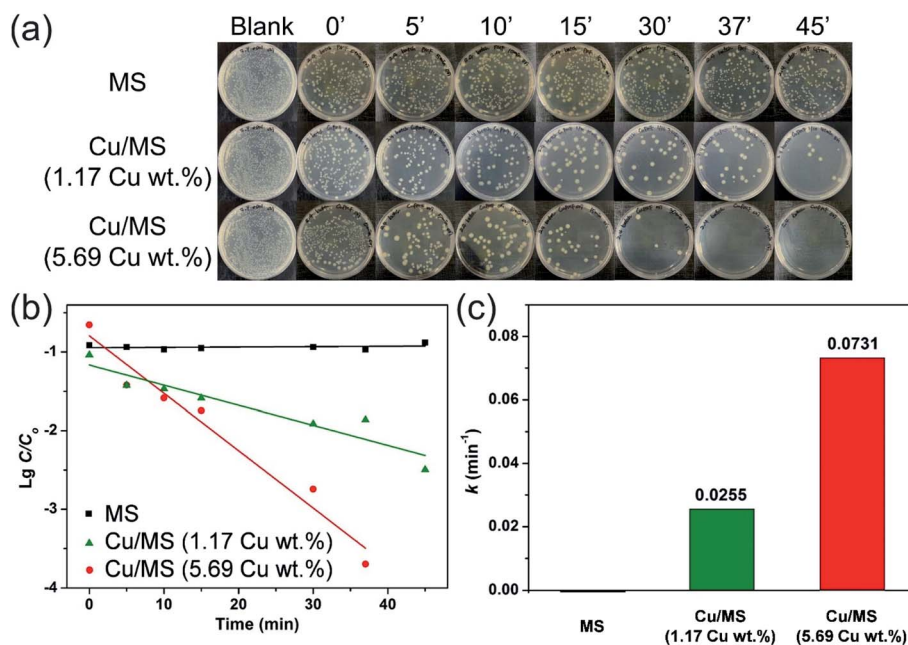 (a)
Blank 0' 5' 10' 15' 30' 37' 45'
MS
Cu/MS
(1.17 Cu wt.%)
Cu/MS
(5.69 Cu wt.%)
(b)
Lg C/Co
-1
-2
-3
-4
MS
Cu/MS (1.17 Cu wt.%)
Cu/MS (5.69 Cu wt.%)
0 10 20 30 40
Time (min)
(c)
k (min⁻¹)
0.08
0.06
0.04
0.02
0.00
0.0731
0.0255
MS
Cu/MS
(1.17 Cu wt.%)
Cu/MS
(5.69 Cu wt.%)